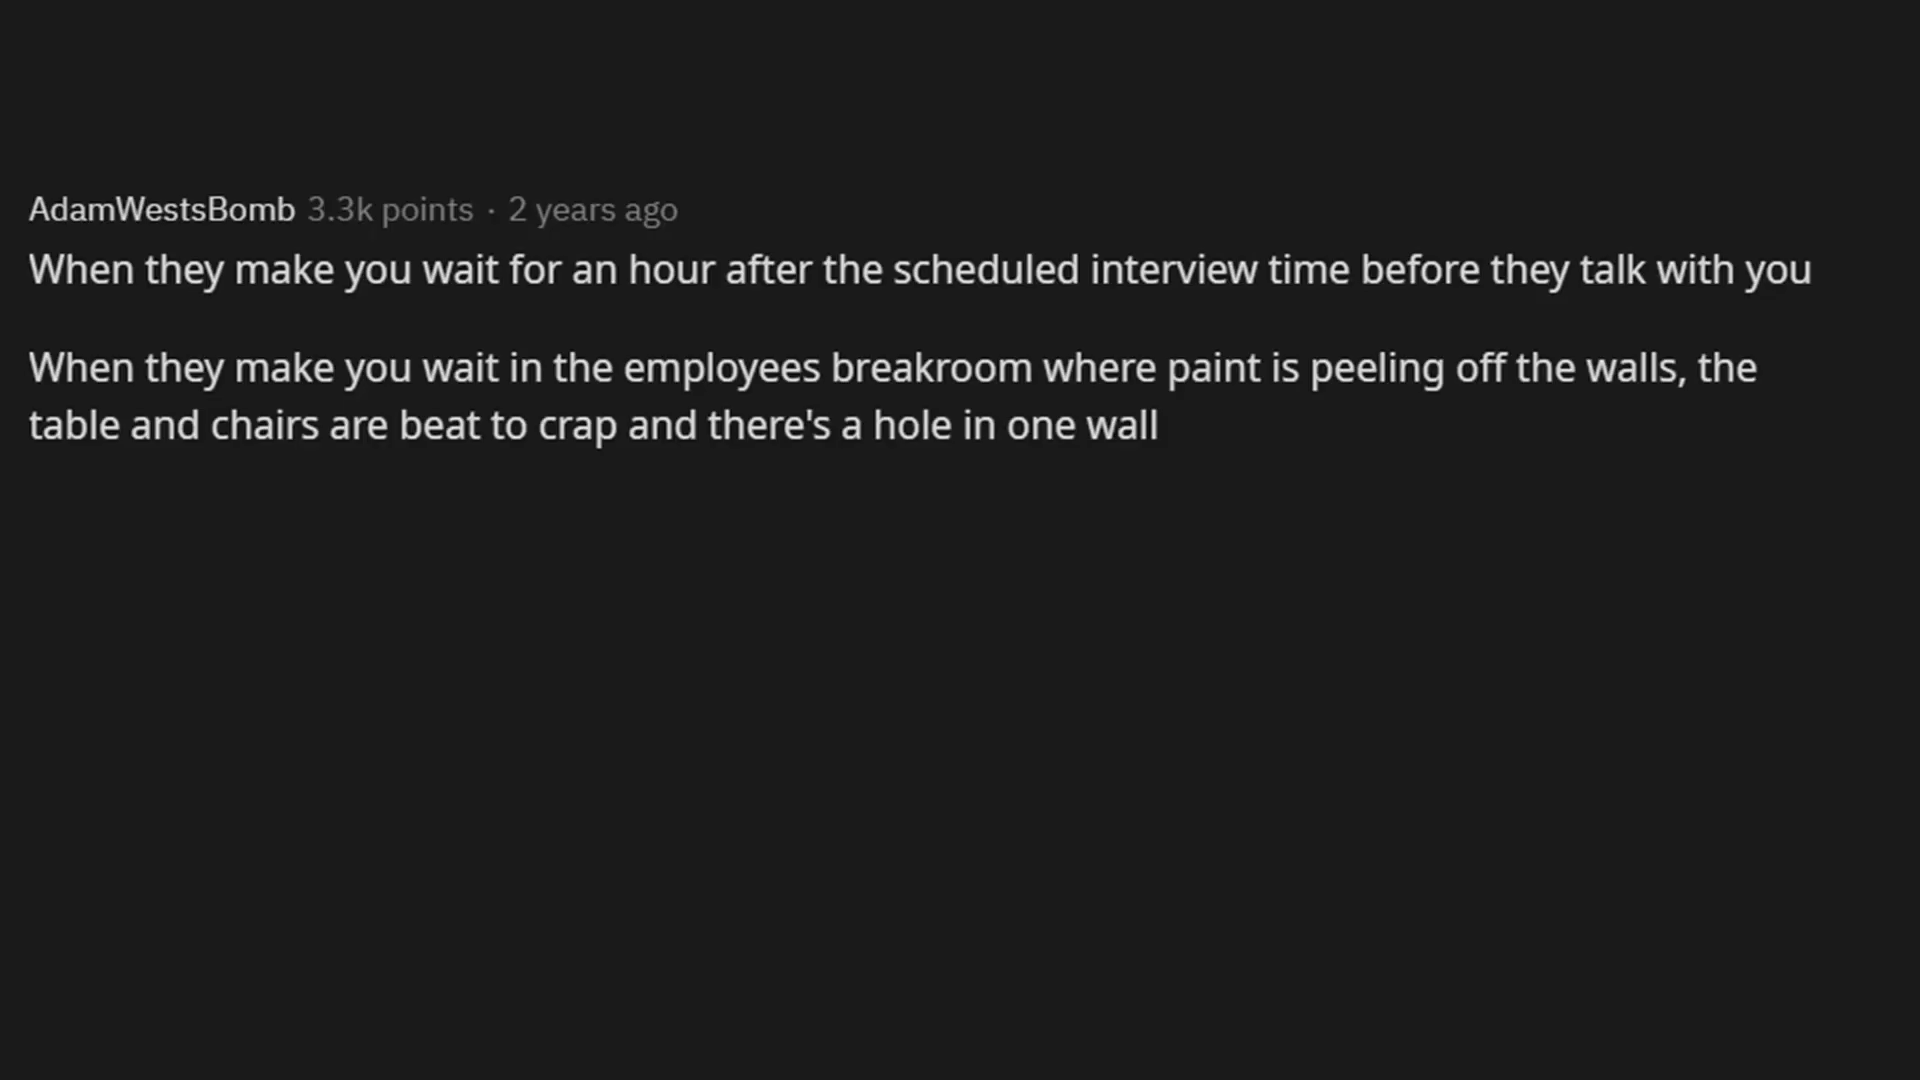 AdamWestsBomb 3.3k points · 2 years ago
When they make you wait for an hour after the scheduled interview time before they talk with you
When they make you wait in the employees breakroom where paint is peeling off the walls, the
table and chairs are beat to crap and there's a hole in one wall